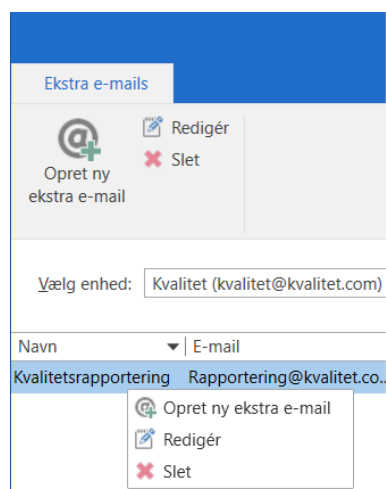 Ekstra e-mails
Opret ny
ekstra e-mail
Redigér
Slet
Vælg enhed: Kvalitet (kvalitet@kvalitet.com)
Navn E-mail
Kvalitetsrapportering Rapportering@kvalitet.co..
Opret ny ekstra e-mail
Redigér
Slet